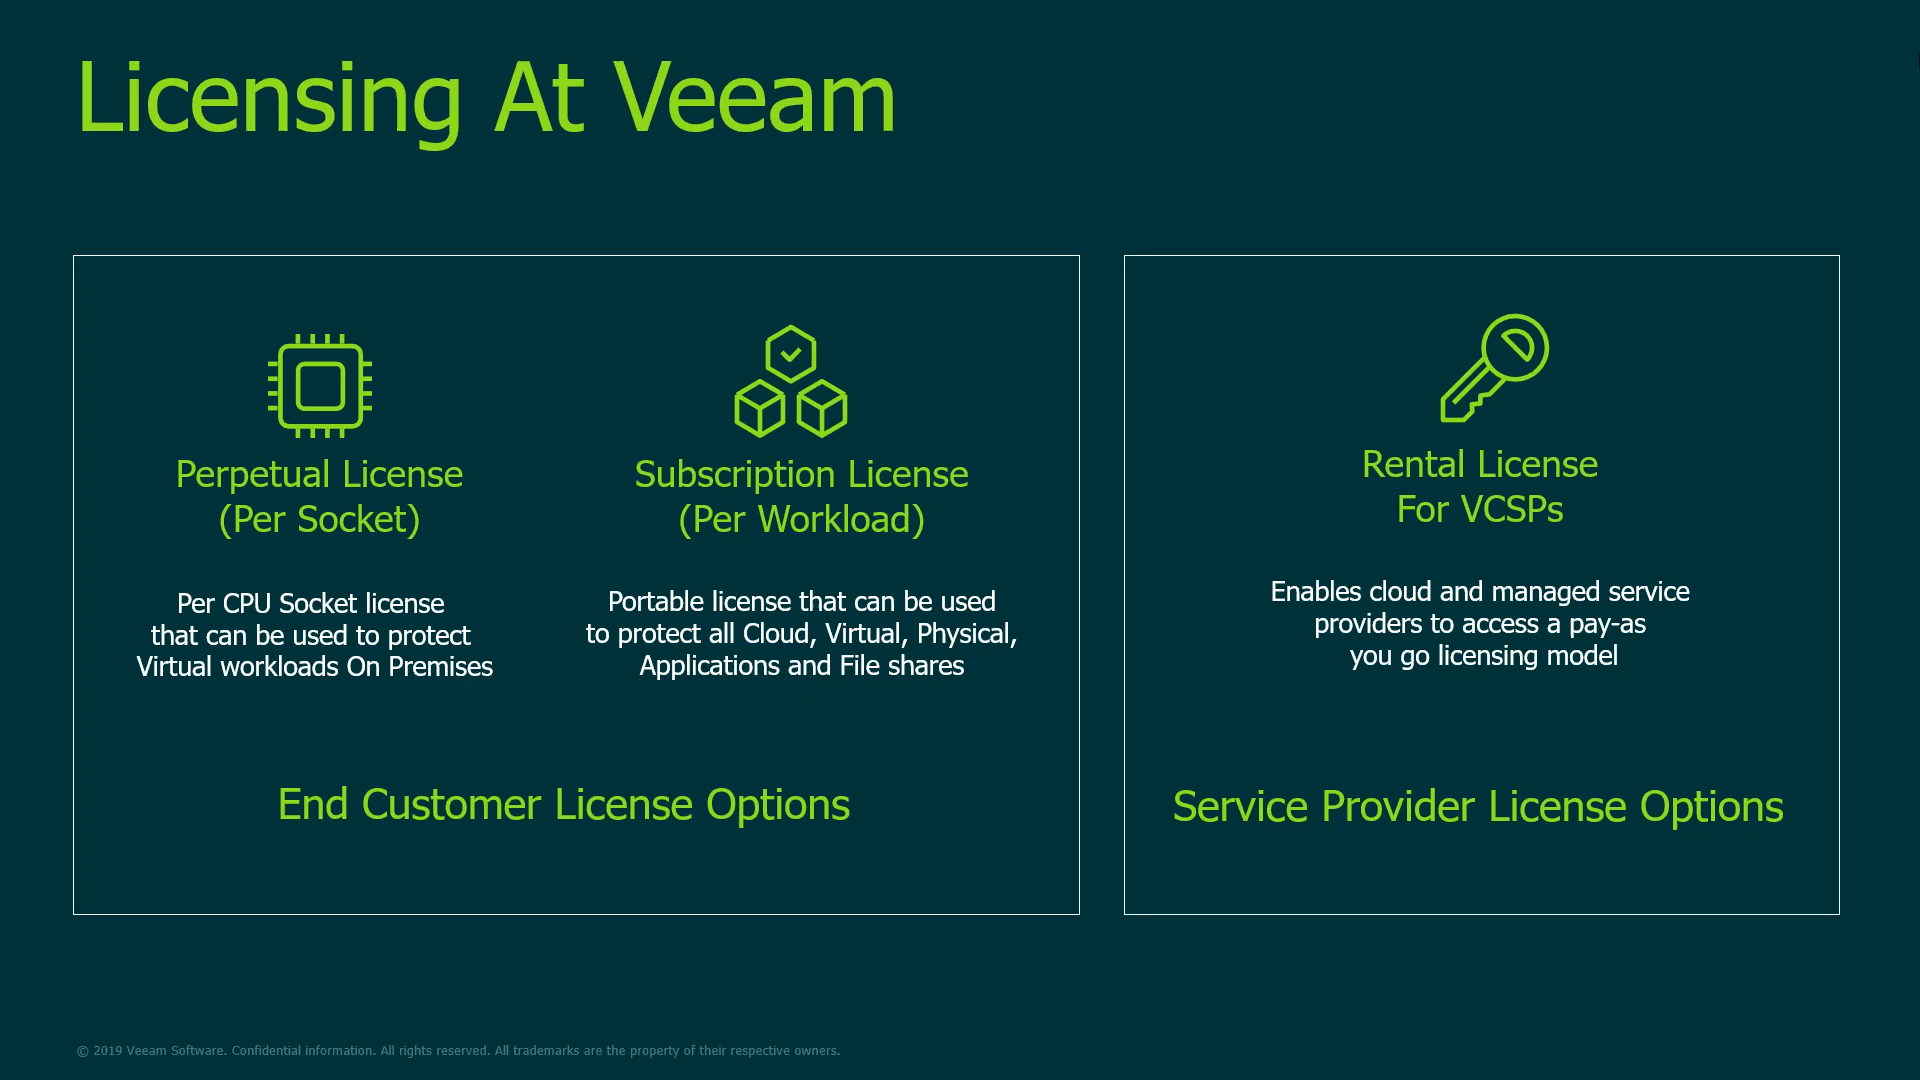 Licensing At Veeam
Perpetual License
(Per Socket)
Per CPU Socket license
that can be used to protect
Virtual workloads On Premises
Subscription License
(Per Workload)
Portable license that can be used
to protect all Cloud, Virtual, Physical,
Applications and File shares
End Customer License Options
Rental License
For VCSPs
Enables cloud and managed service
providers to access a pay-as
you go licensing model
Service Provider License Options
© 2019 Veeam Software. Confidential information. All rights reserved. All trademarks are the property of their respective owners.